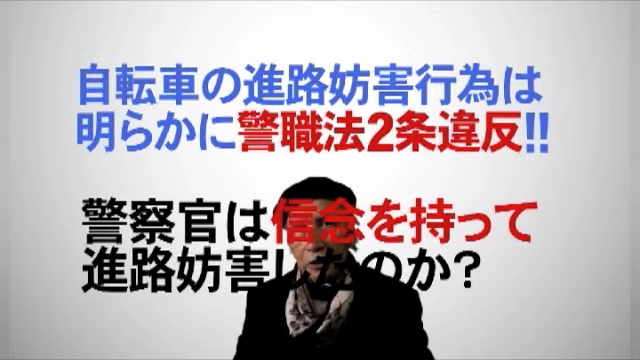 自転車の進路妨害行為は
明らかに警職法2条違反!!
警察官は信念を持って
進路妨害したのか?